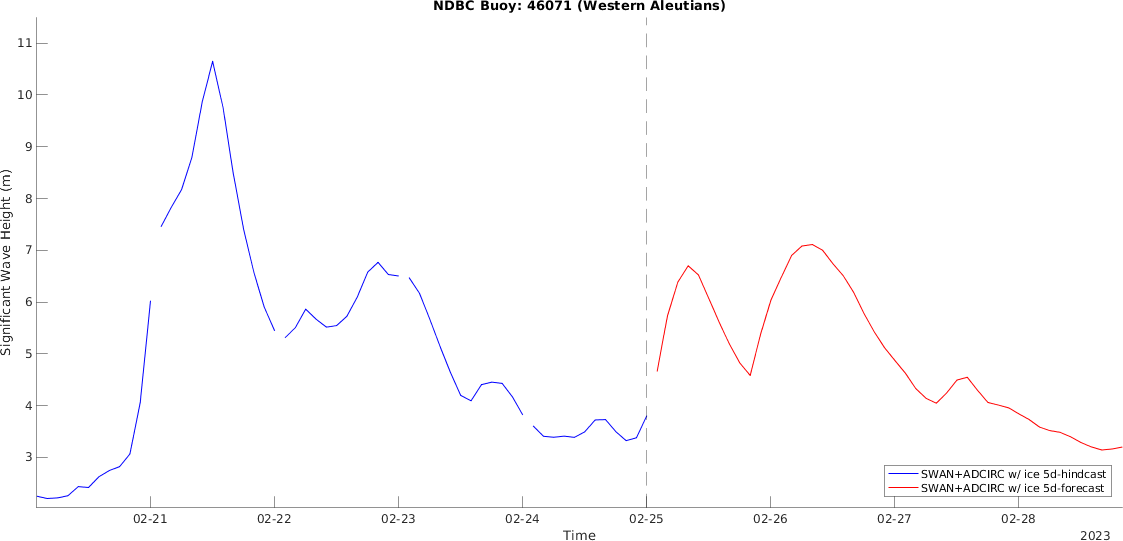 NDBC Buoy: 46071 (Western Aleutians)
Significant Wave Height (m)
11
10
9
8
7
6
5
4
3
SWAN+ADCIRC w/ ice 5d-hindcast
SWAN+ADCIRC w/ ice 5d-forecast
02-21 02-22 02-23 02-24 02-25 02-26 02-27 02-28
Time
2023